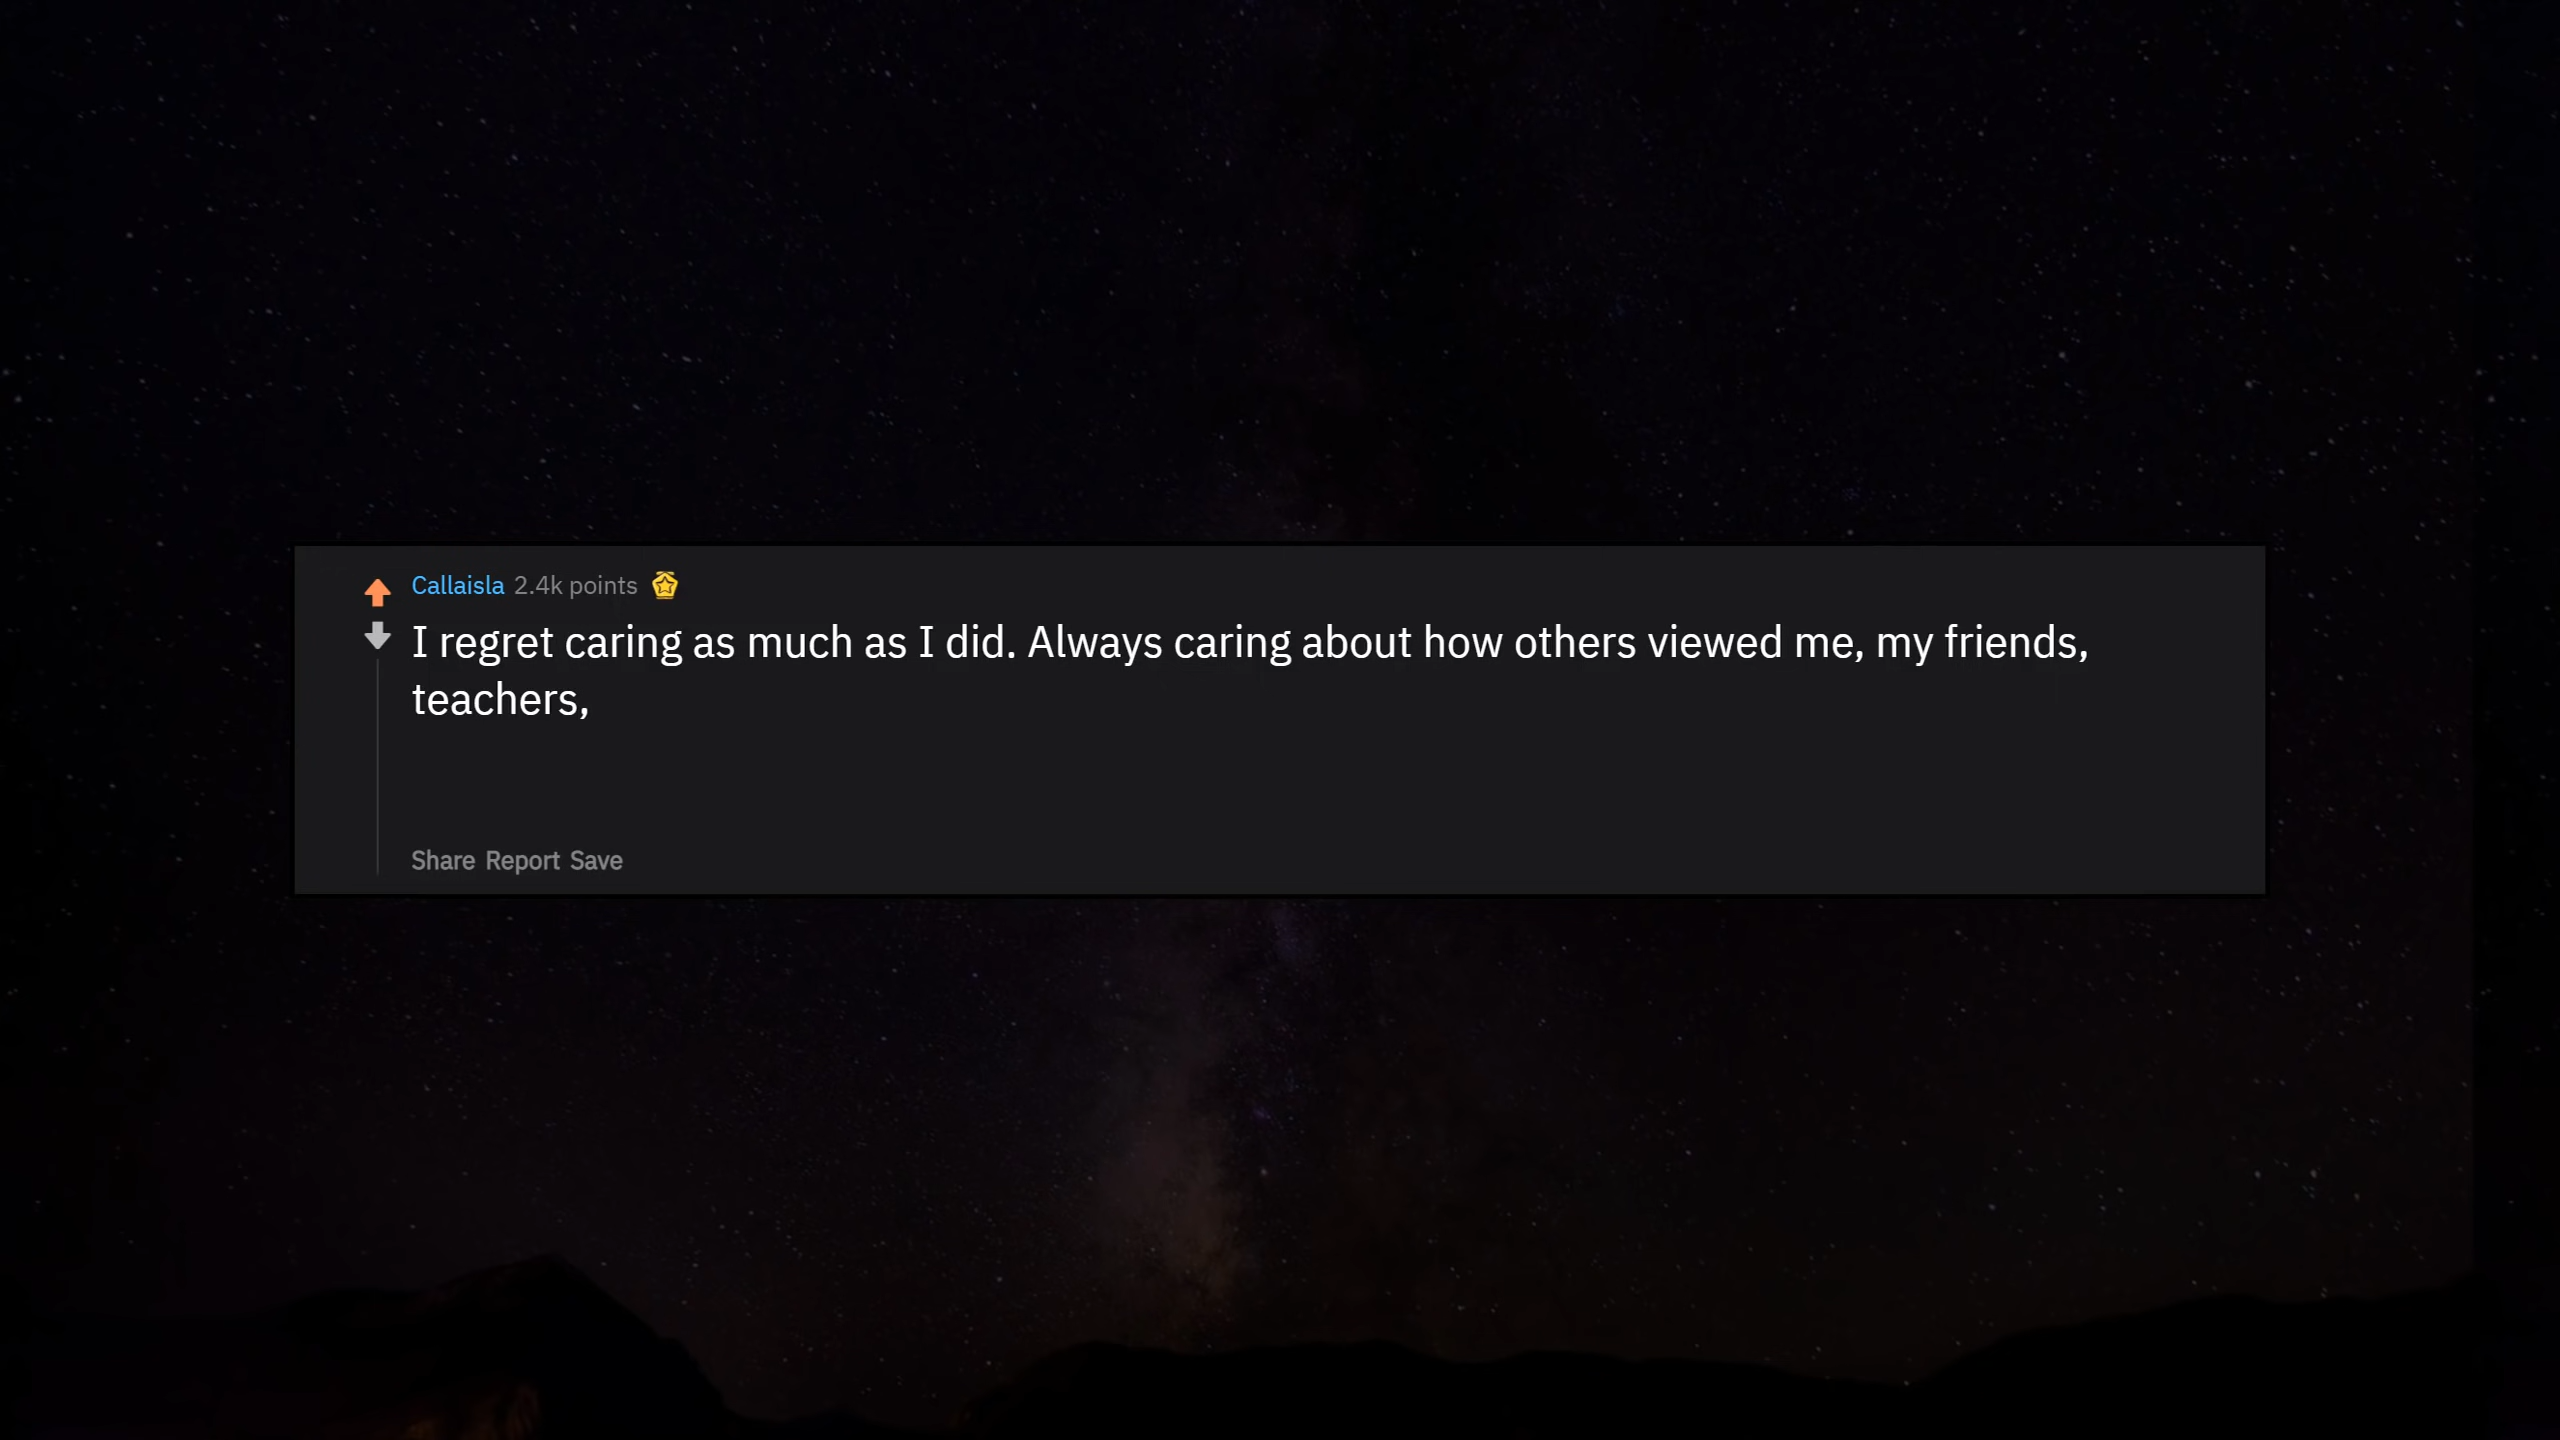 Callaisla 2.4k points
I regret caring as much as I did. Always caring about how others viewed me, my friends,
teachers,
Share Report Save